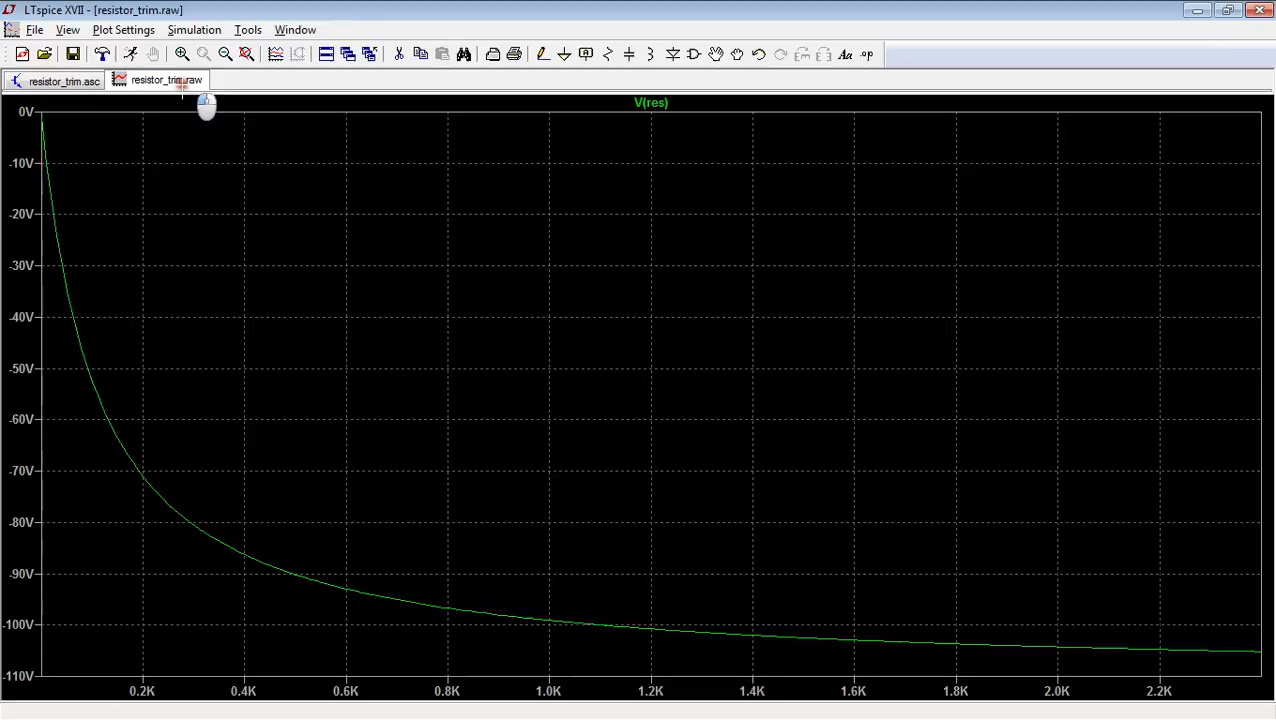 LTspice XVII - [resistor_trim.raw]
File View Plot Settings Simulation Tools Window
Aa .op
resistor_trim.asc resistor_trim.raw
V(res)
0V
-10V
-20V
-30V
-40V
-50V
-60V
-70V
-80V
-90V
-100V
-110V
0.2K 0.4K 0.6K 0.8K 1.0K 1.2K 1.4K 1.6K 1.8K 2.0K 2.2K